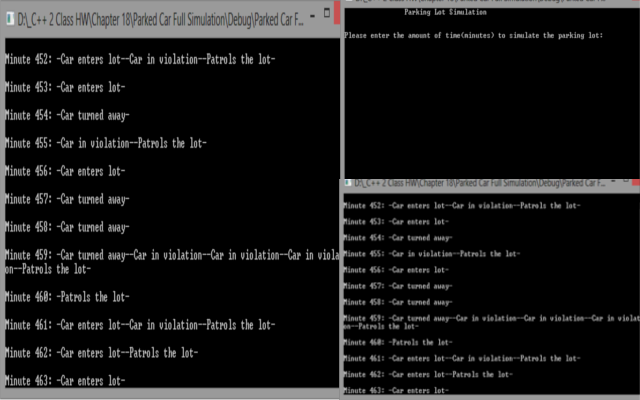 D:\_C++ 2 Class HW\Chapter 18\Parked Car Full Simulation\Debug\Parked Car F...
Minute 452: -Car enters lot--Car in violation--Patrols the lot-
Minute 453: -Car enters lot-
Minute 454: -Car turned away-
Minute 455: -Car in violation--Patrols the lot-
Minute 456: -Car enters lot-
Minute 457: -Car turned away-
Minute 458: -Car turned away-
Minute 459: -Car turned away--Car in violation--Car in violation--Car in viola
on--Patrols the lot-
Minute 460: -Patrols the lot-
Minute 461: -Car enters lot--Car in violation--Patrols the lot-
Minute 462: -Car enters lot--Patrols the lot-
Minute 463: -Car enters lot-
Parking Lot Simulation
Please enter the amount of time(minutes) to simulate the parking lot:
D:\_C++ 2 Class HW\Chapter 18\Parked Car Full Simulation\Debug\Parked Car F...
Minute 452: -Car enters lot--Car in violation--Patrols the lot-
Minute 453: -Car enters lot-
Minute 454: -Car turned away-
Minute 455: -Car in violation--Patrols the lot-
Minute 456: -Car enters lot-
Minute 457: -Car turned away-
Minute 458: -Car turned away-
Minute 459: -Car turned away--Car in violation--Car in violation--Car in violat
on--Patrols the lot-
Minute 460: -Patrols the lot-
Minute 461: -Car enters lot--Car in violation--Patrols the lot-
Minute 462: -Car enters lot--Patrols the lot-
Minute 463: -Car enters lot-